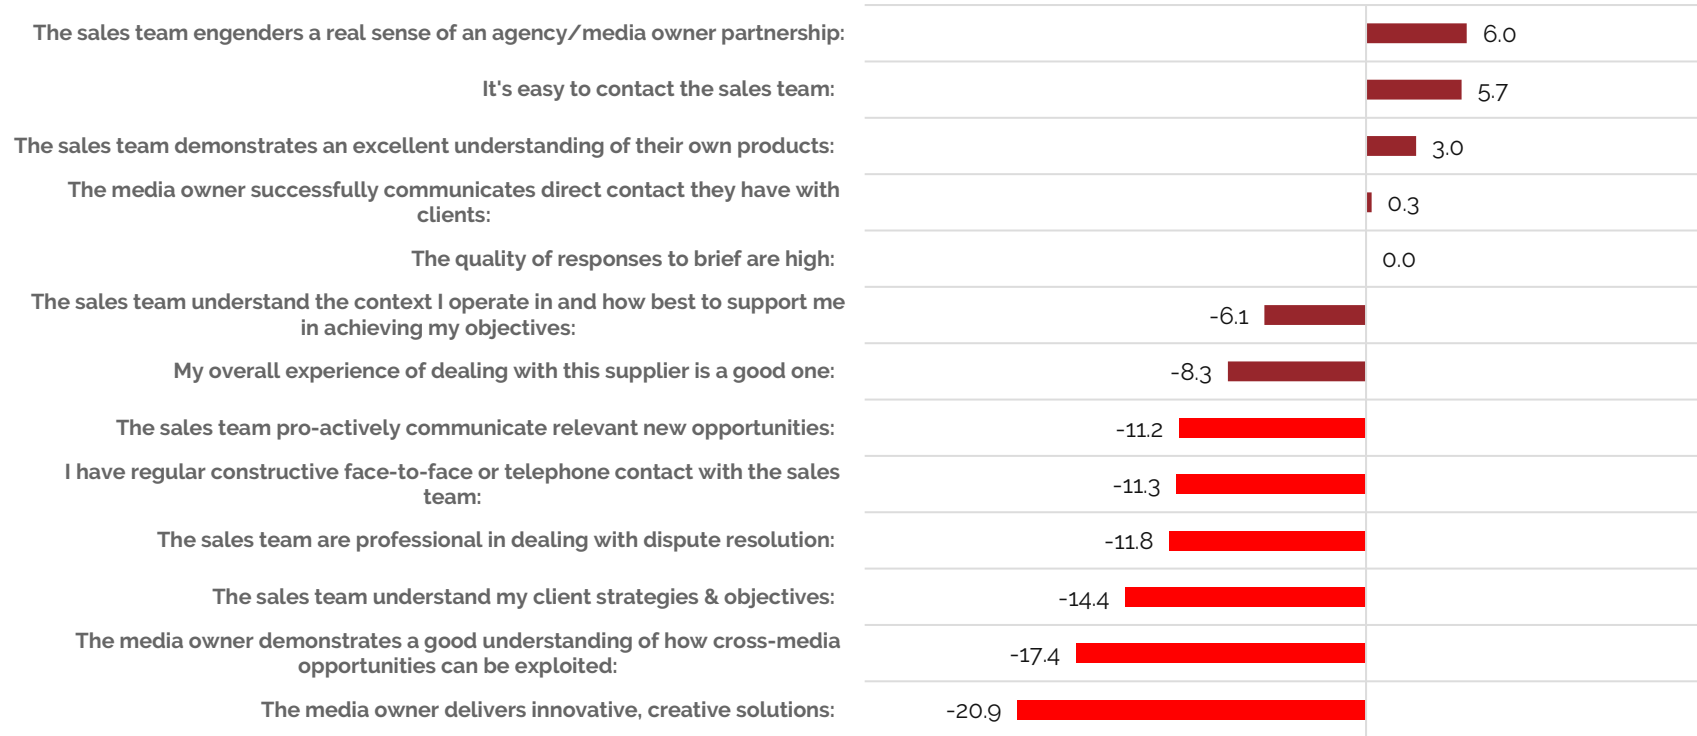 The sales team engenders a real sense of an agency/media owner partnership:
6.0
It's easy to contact the sales team:
5.7
The sales team demonstrates an excellent understanding of their own products:
3.0
The media owner successfully communicates direct contact they have with
clients:
0.3
The quality of responses to brief are high:
0.0
The sales team understand the context I operate in and how best to support me
in achieving my objectives:
-6.1
My overall experience of dealing with this supplier is a good one:
-8.3
The sales team pro-actively communicate relevant new opportunities:
-11.2
I have regular constructive face-to-face or telephone contact with the sales
team:
-11.3
The sales team are professional in dealing with dispute resolution:
-11.8
The sales team understand my client strategies & objectives:
-14.4
The media owner demonstrates a good understanding of how cross-media
opportunities can be exploited:
-17.4
The media owner delivers innovative, creative solutions:
-20.9